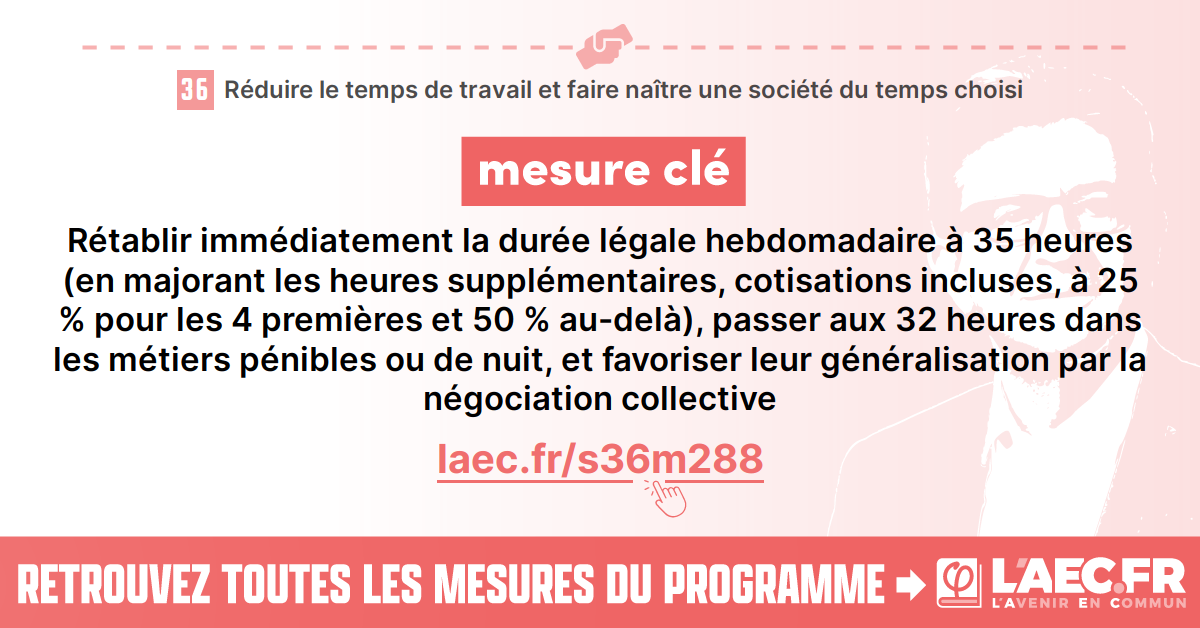 36 Réduire le temps de travail et faire naître une société du temps choisi
mesure clé
Rétablir immédiatement la durée légale hebdomadaire à 35 heures
(en majorant les heures supplémentaires, cotisations incluses, à 25
% pour les 4 premières et 50 % au-delà), passer aux 32 heures dans
les métiers pénibles ou de nuit, et favoriser leur généralisation par la
négociation collective
laec.fr/s36m288
RETROUVEZ TOUTES LES MESURES DU PROGRAMME ➡ φ L'AEC.FR
L'AVENIR EN COMMUN